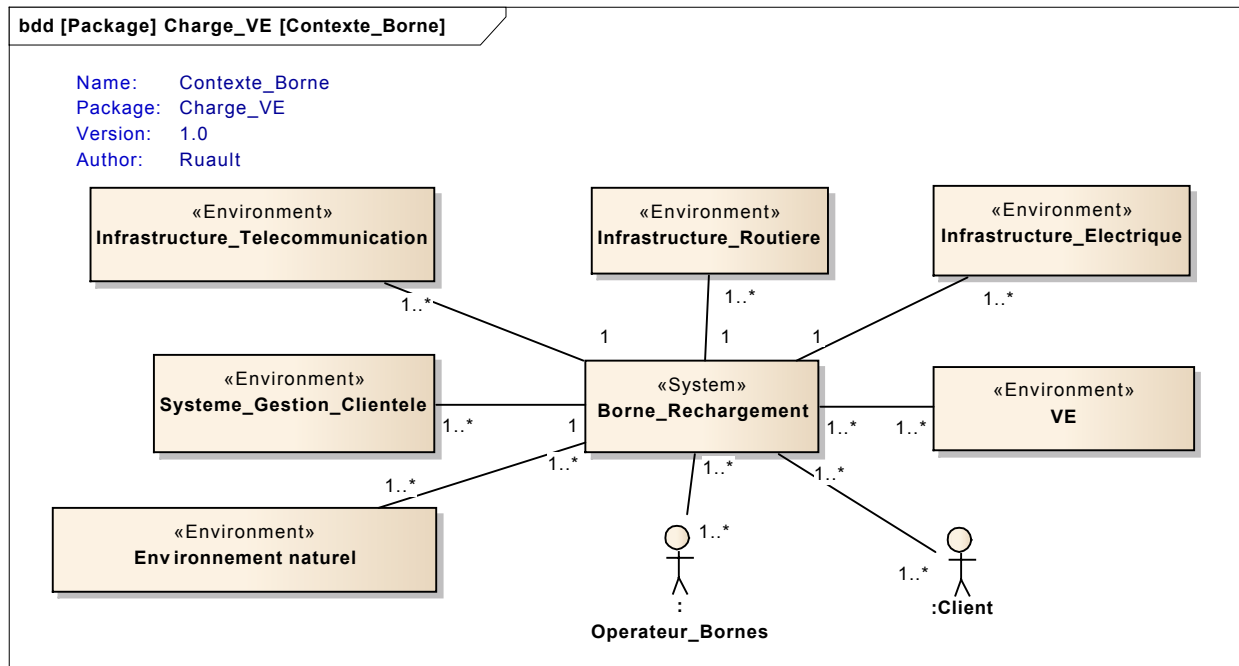 bdd [Package] Charge_VE [Contexte_Borne]
Name: Contexte_Borne
Package: Charge_VE
Version: 1.0
Author: Ruault
«Environment»
Infrastructure_Telecommunication
«Environment»
Infrastructure_Routiere
«Environment»
Infrastructure_Electrique
1..*
1..*
1..*
1
1
1
«Environment»
Systeme_Gestion_Clientele
«System»
Borne_Rechargement
«Environment»
VE
1..*
1
1..*
1..*
1..*
1..*
1..*
1..*
«Environment»
Environnement naturel
1..*
1..*
:
Operateur_Bornes
:Client